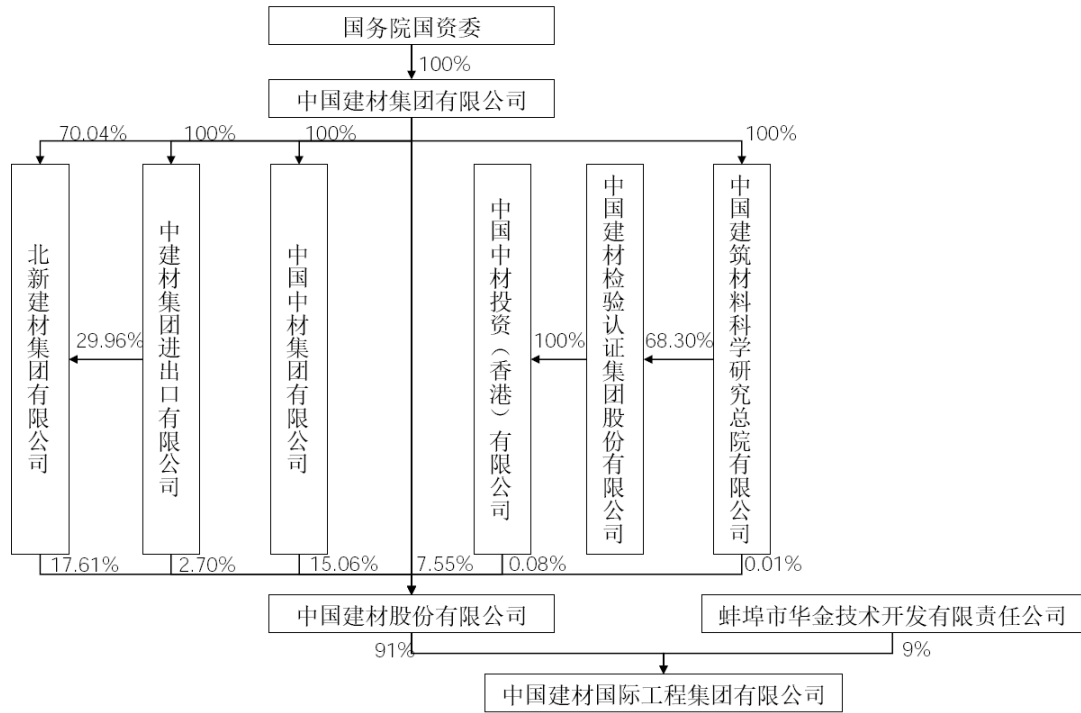 国务院国资委
100%
中国建材集团有限公司
70.04%
100%
100%
100%
北新建材集团有限公司
29.96%
中建材集团进出口有限公司
中国中材集团有限公司
中国中材投资（香港）有限公司
100%
中国建材检验认证集团股份有限公司
68.30%
中国建筑材料科学研究总院有限公司
17.61%
2.70%
15.06%
7.55%
0.08%
0.01%
中国建材股份有限公司
蚌埠市华金技术开发有限责任公司
91%
9%
中国建材国际工程集团有限公司